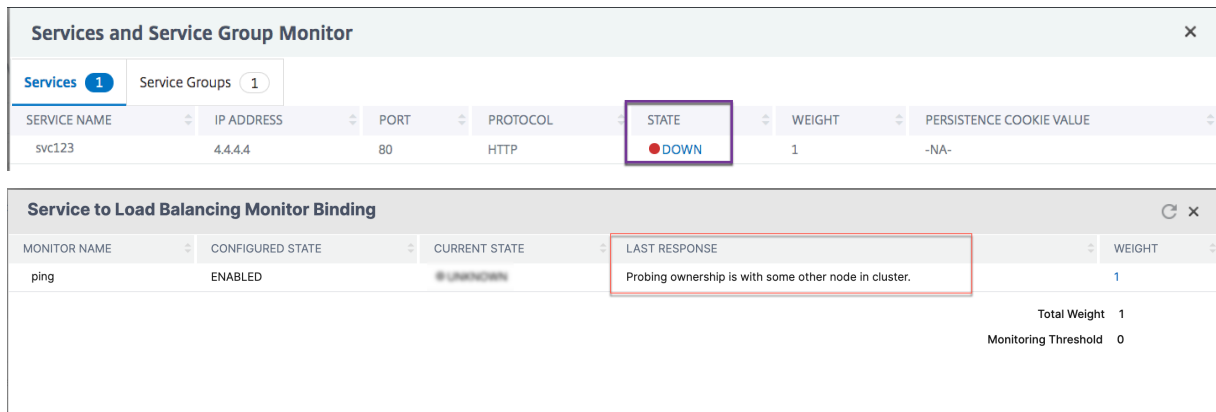 Services and Service Group Monitor ×
Services 1 Service Groups 1
SERVICE NAME IP ADDRESS PORT PROTOCOL STATE WEIGHT PERSISTENCE COOKIE VALUE
svc123 4.4.4.4 80 HTTP DOWN 1 -NA-
Service to Load Balancing Monitor Binding ×
MONITOR NAME CONFIGURED STATE CURRENT STATE LAST RESPONSE WEIGHT
ping ENABLED UNKNOWN Probing ownership is with some other node in cluster. 1
Total Weight 1
Monitoring Threshold 0